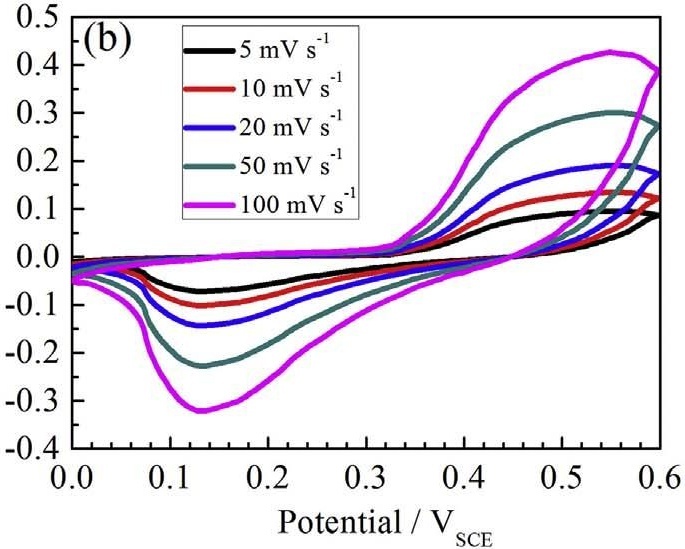 (b)
5 mV s⁻¹
10 mV s⁻¹
20 mV s⁻¹
50 mV s⁻¹
100 mV s⁻¹
0.5
0.4
0.3
0.2
0.1
0.0
-0.1
-0.2
-0.3
-0.4
0.0 0.1 0.2 0.3 0.4 0.5 0.6
Potential / V_SCE